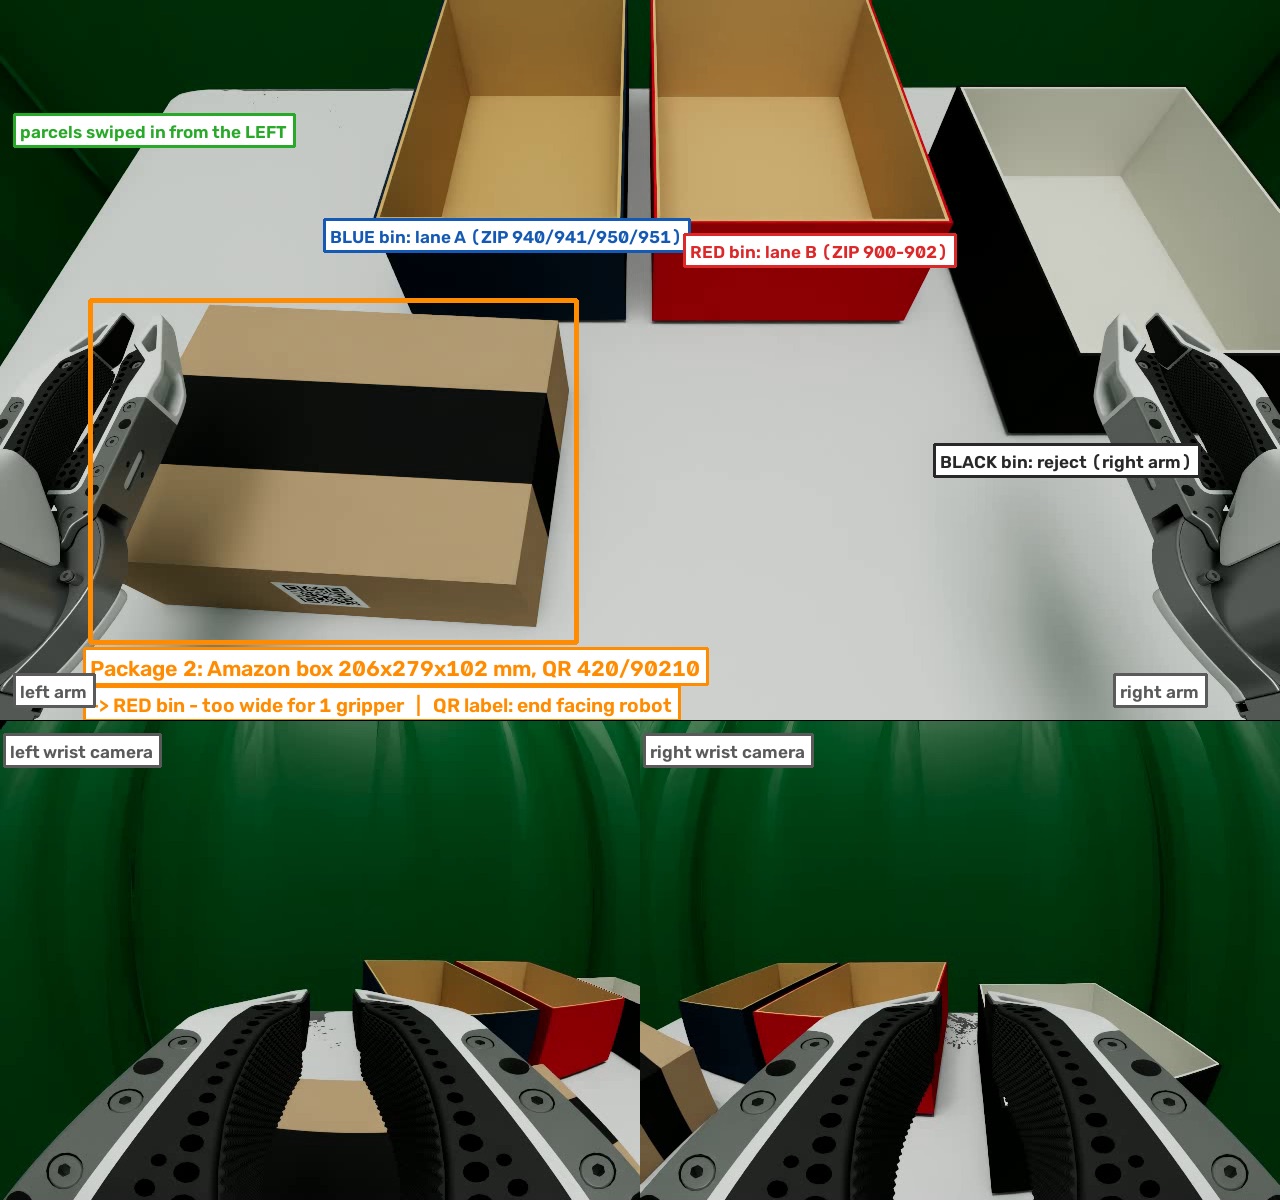 parcels swiped in from the LEFT
BLUE bin: lane A (ZIP 940/941/950/951)
RED bin: lane B (ZIP 900-902)
BLACK bin: reject (right arm)
Package 2: Amazon box 206x279x102 mm, QR 420/90210
> RED bin - too wide for 1 gripper | QR label: end facing robot
left arm
right arm
left wrist camera
right wrist camera